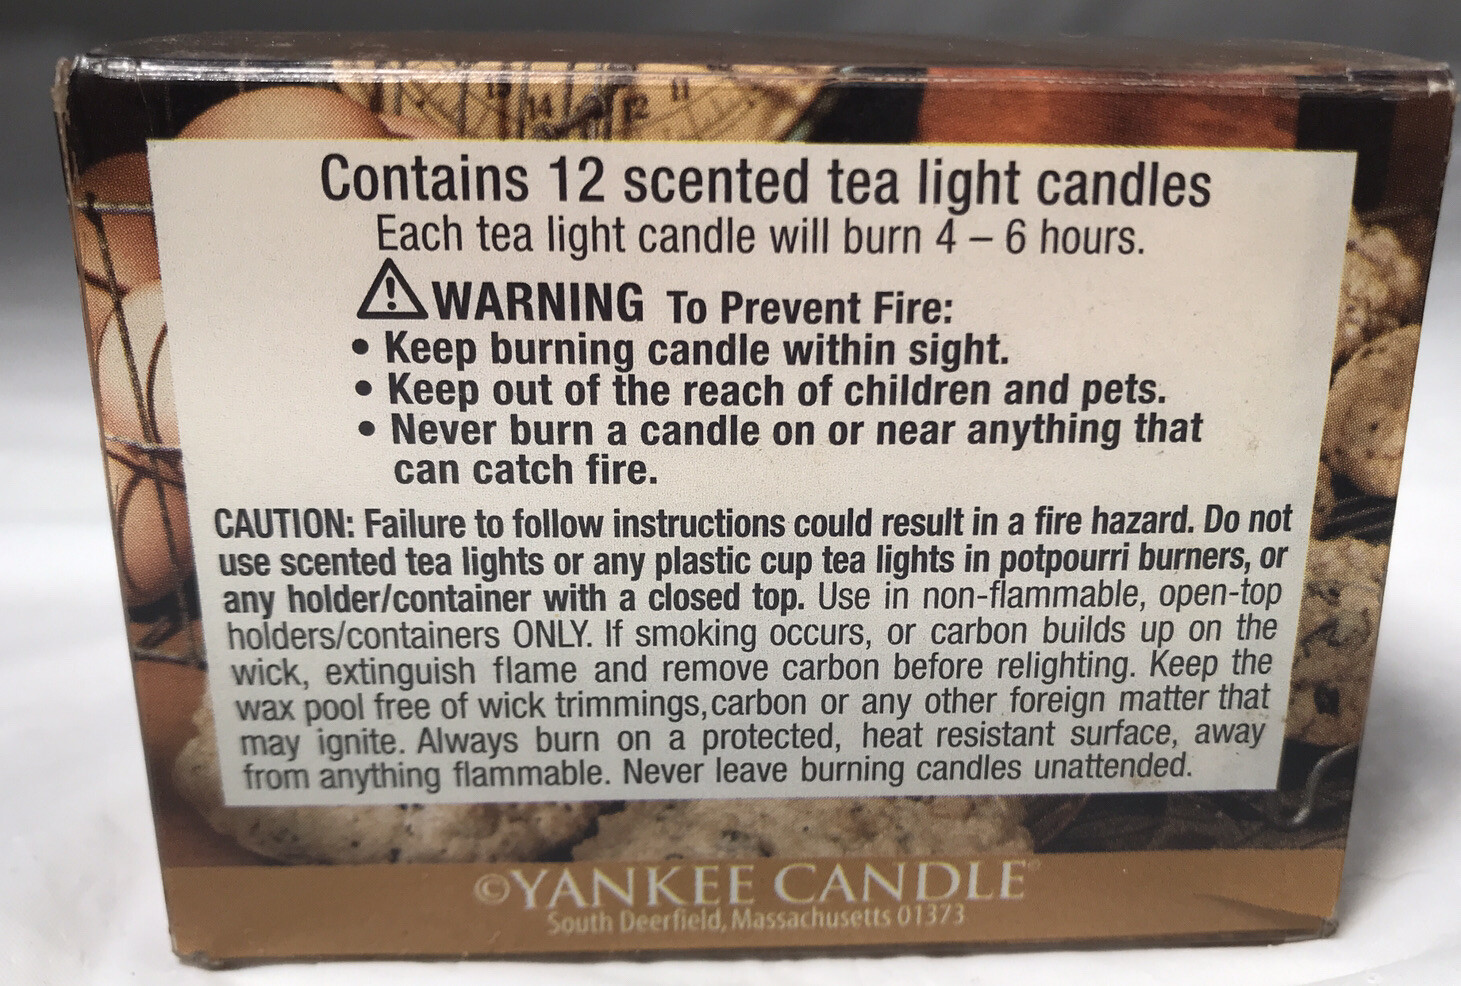 14 12 11
Contains 12 scented tea light candles
Each tea light candle will burn 4 – 6 hours.
⚠WARNING To Prevent Fire:
• Keep burning candle within sight.
• Keep out of the reach of children and pets.
• Never burn a candle on or near anything that
can catch fire.
CAUTION: Failure to follow instructions could result in a fire hazard. Do not
use scented tea lights or any plastic cup tea lights in potpourri burners, or
any holder/container with a closed top. Use in non-flammable, open-top
holders/containers ONLY. If smoking occurs, or carbon builds up on the
wick, extinguish flame and remove carbon before relighting. Keep the
wax pool free of wick trimmings, carbon or any other foreign matter that
may ignite. Always burn on a protected, heat resistant surface, away
from anything flammable. Never leave burning candles unattended.
©YANKEE CANDLE®
South Deerfield, Massachusetts 01373